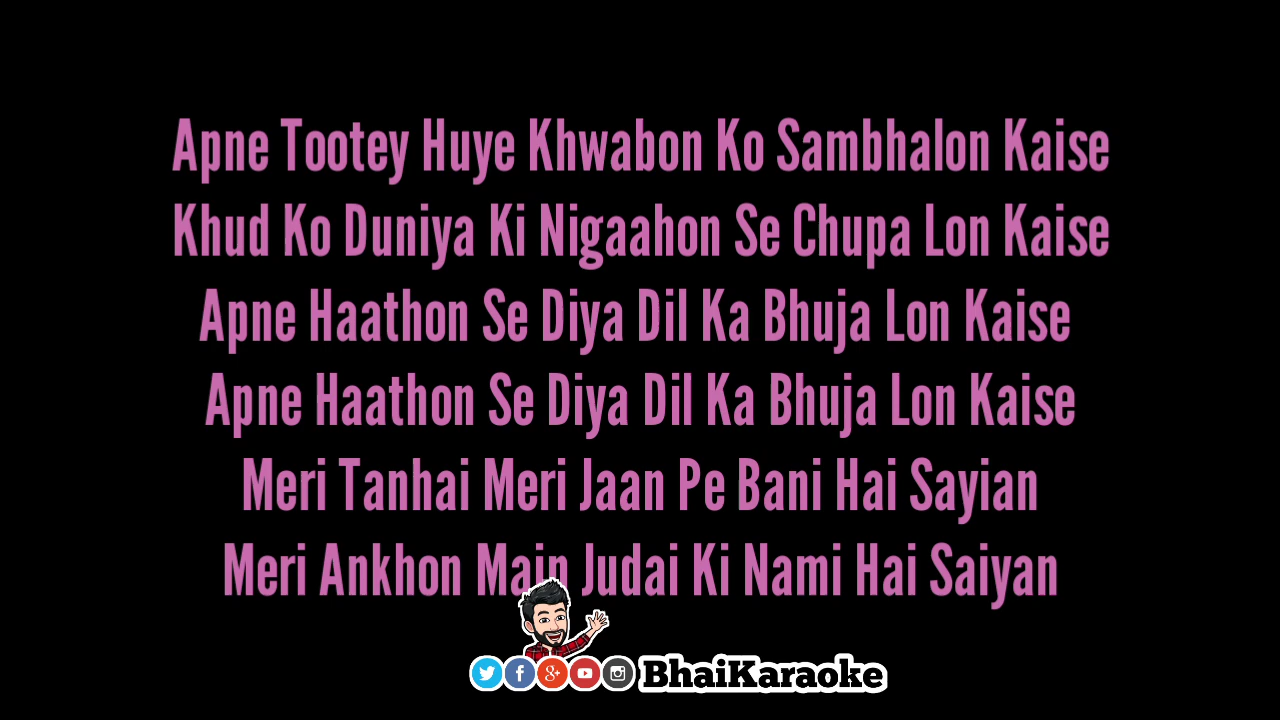 Apne Tootey Huye Khwabon Ko Sambhalon Kaise
Khud Ko Duniya Ki Nigaahon Se Chupa Lon Kaise
Apne Haathon Se Diya Dil Ka Bhuja Lon Kaise
Apne Haathon Se Diya Dil Ka Bhuja Lon Kaise
Meri Tanhai Meri Jaan Pe Bani Hai Sayian
Meri Ankhon Main Judai Ki Nami Hai Saiyan
BhaiKaraoke